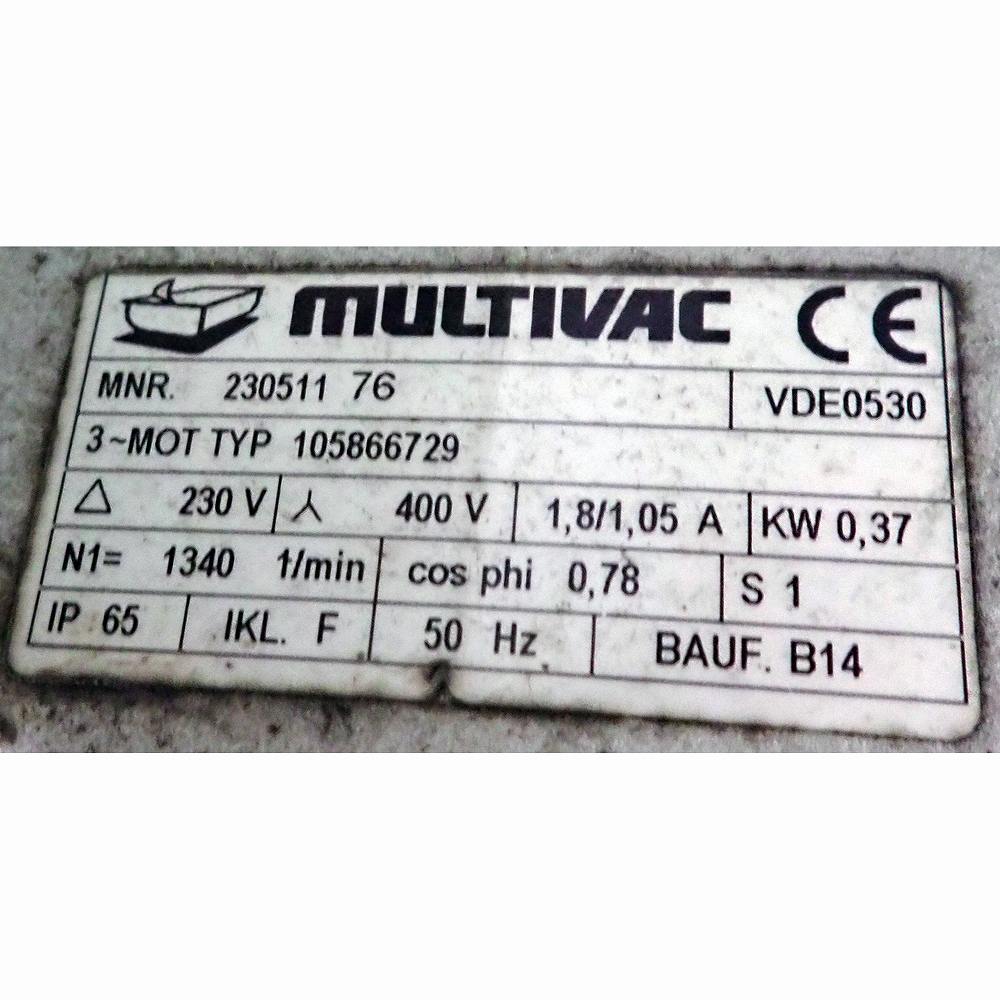 MULTIVAC CE
MNR. 230511 76 VDE0530
3~MOT TYP 105866729
△ 230 V ⅄ 400 V 1,8/1,05 A KW 0,37
N1= 1340 1/min cos phi 0,78 S 1
IP 65 IKL. F 50 Hz BAUF. B14